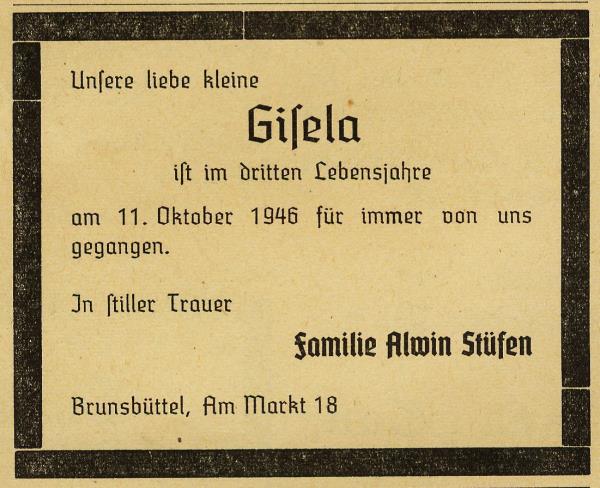 Unſere liebe kleine
Giſela
iſt im dritten Lebensjahre
am 11. Oktober 1946 für immer von uns
gegangen.
In ſtiller Trauer
Familie Alwin Stüſen
Brunsbüttel, Am Markt 18